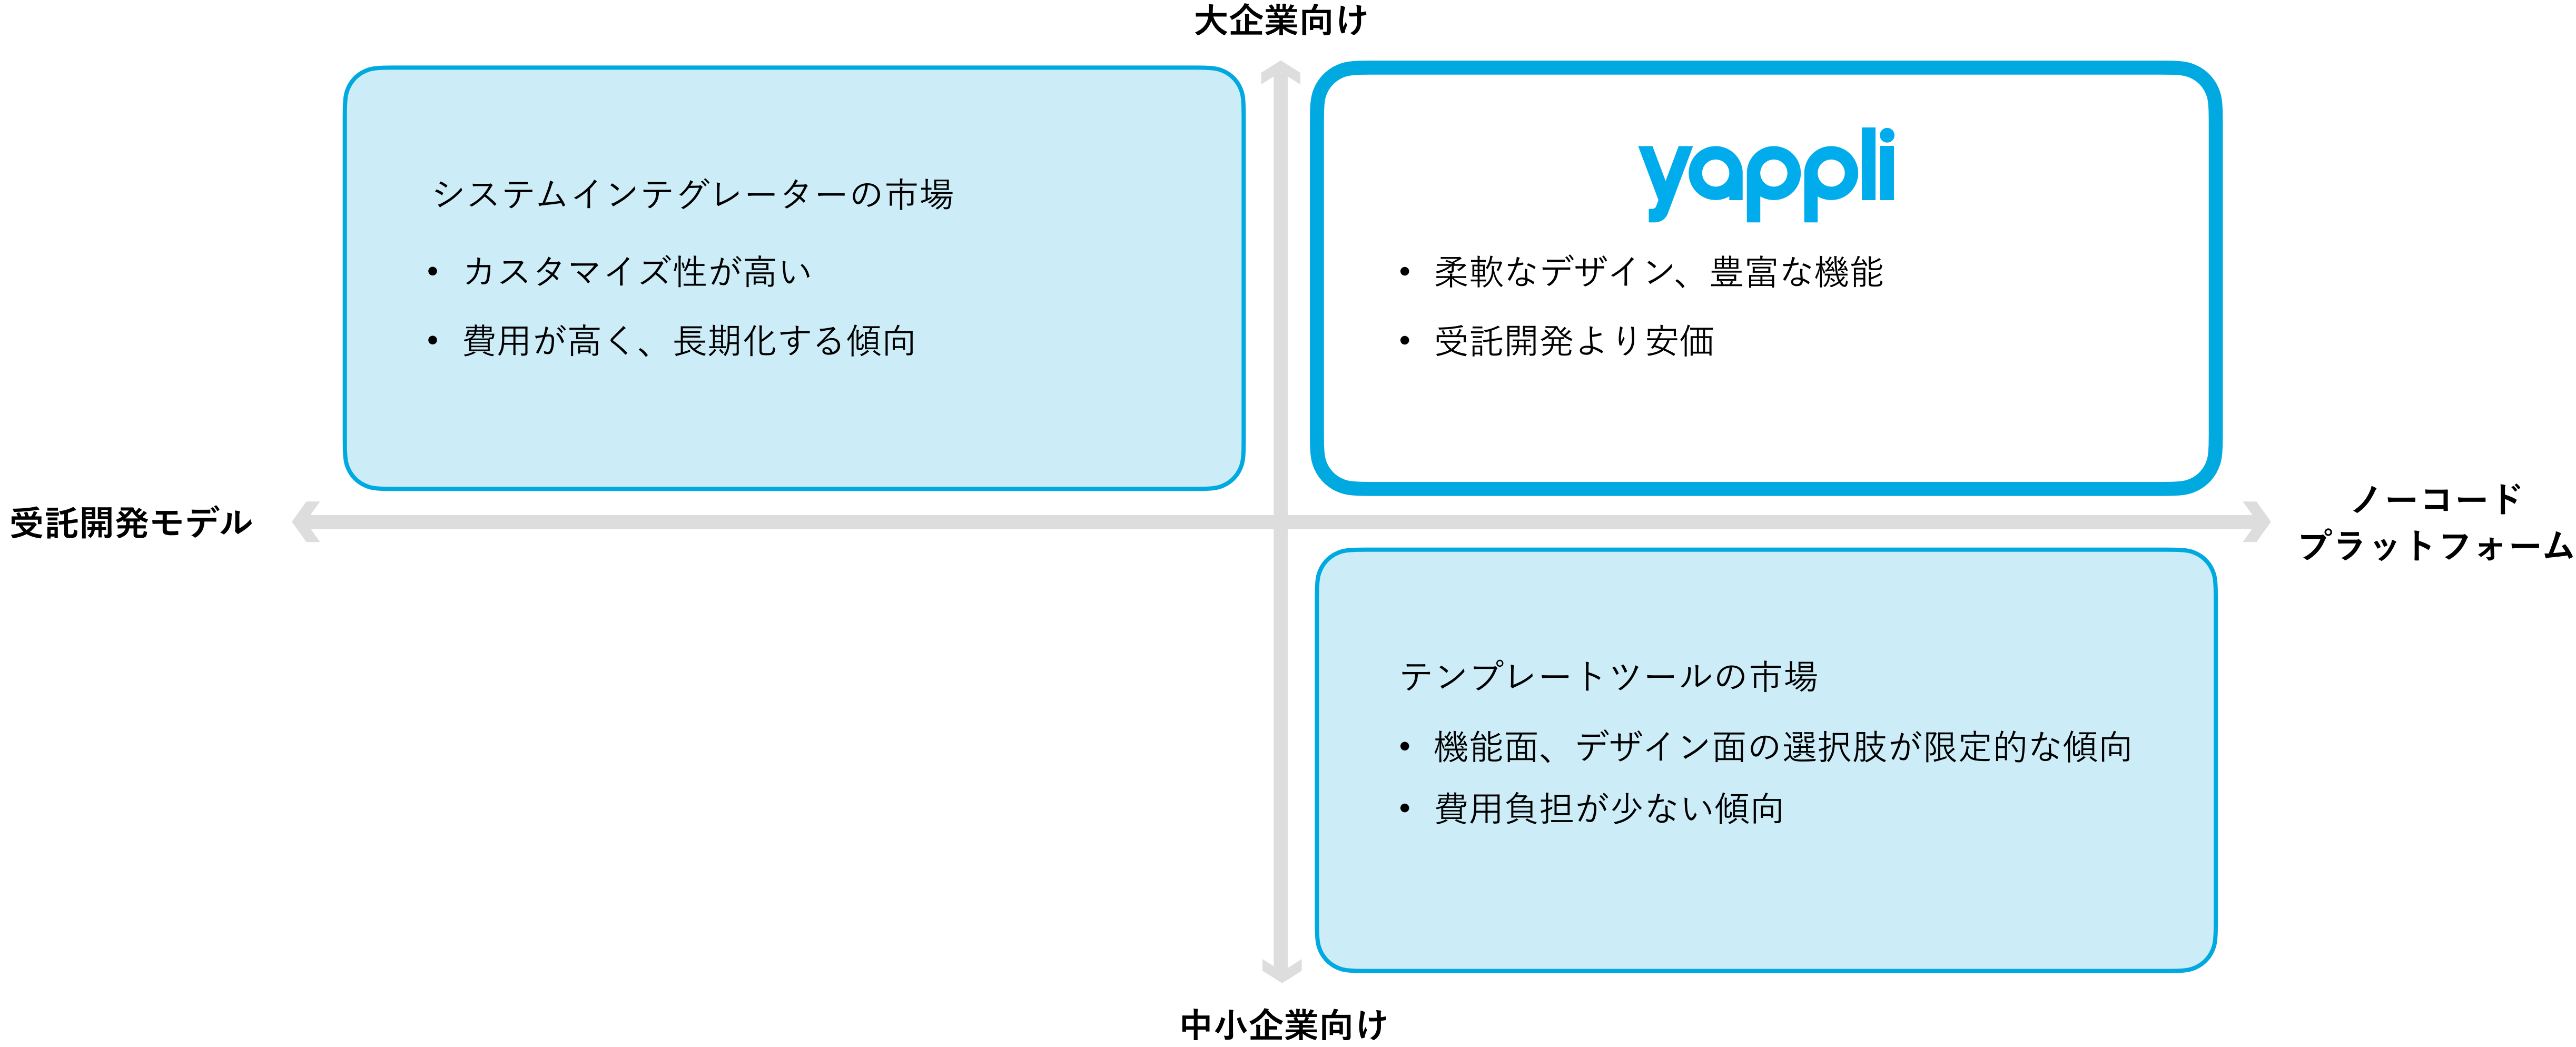 大企業向け
システムインテグレーターの市場
• カスタマイズ性が高い
• 費用が高く、長期化する傾向
yappli
• 柔軟なデザイン、豊富な機能
• 受託開発より安価
受託開発モデル
ノーコード
プラットフォーム
テンプレートツールの市場
• 機能面、デザイン面の選択肢が限定的な傾向
• 費用負担が少ない傾向
中小企業向け